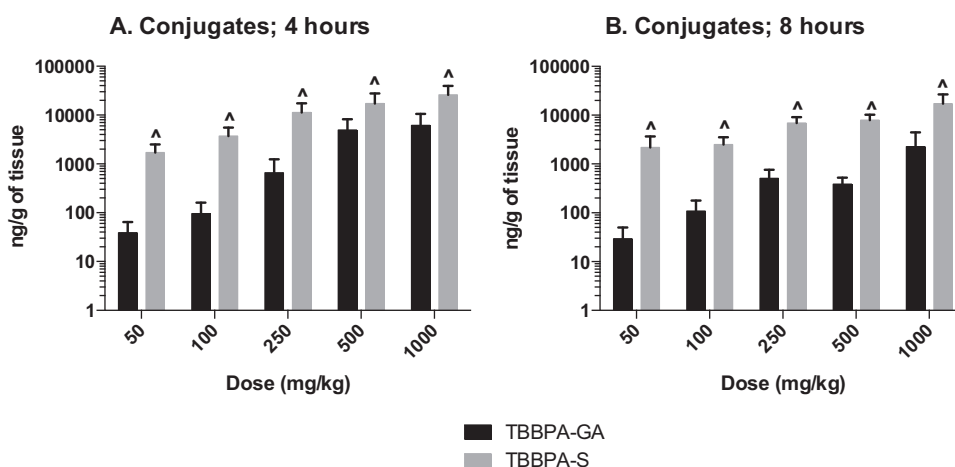 A. Conjugates; 4 hours
100000
10000
1000
100
10
1
ng/g of tissue
^ ^ ^ ^ ^
50 100 250 500 1000
Dose (mg/kg)
B. Conjugates; 8 hours
100000
10000
1000
100
10
1
ng/g of tissue
^ ^ ^ ^ ^
50 100 250 500 1000
Dose (mg/kg)
TBBPA-GA
TBBPA-S